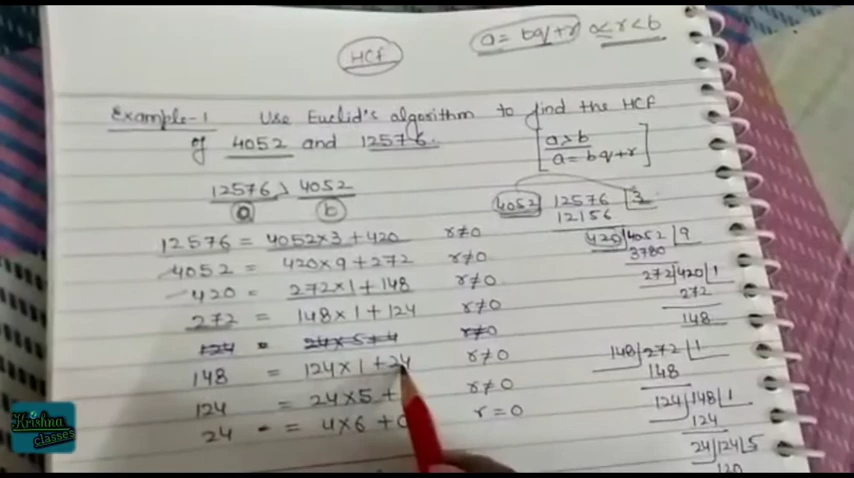 HCF
a = bq + r 0 ≤ r < b
Example-1 Use Euclid's algorithm to find the HCF
of 4052 and 12576.
a > b
a = bq + r
12576 > 4052
a b
12576 = 4052 × 3 + 420 r ≠ 0
4052 = 420 × 9 + 272 r ≠ 0
420 = 272 × 1 + 148 r ≠ 0
272 = 148 × 1 + 124 r ≠ 0
124 = 24 × 5 + 4 r ≠ 0
148 = 124 × 1 + 24 r ≠ 0
124 = 24 × 5 + r ≠ 0
24 = 4 × 6 + 0 r = 0
4052 12576 3
12156
420 4052 9
3780
272 420 1
272
148
148 272 1
148
124 148 1
124
24 124 5
120
Krishna
classes